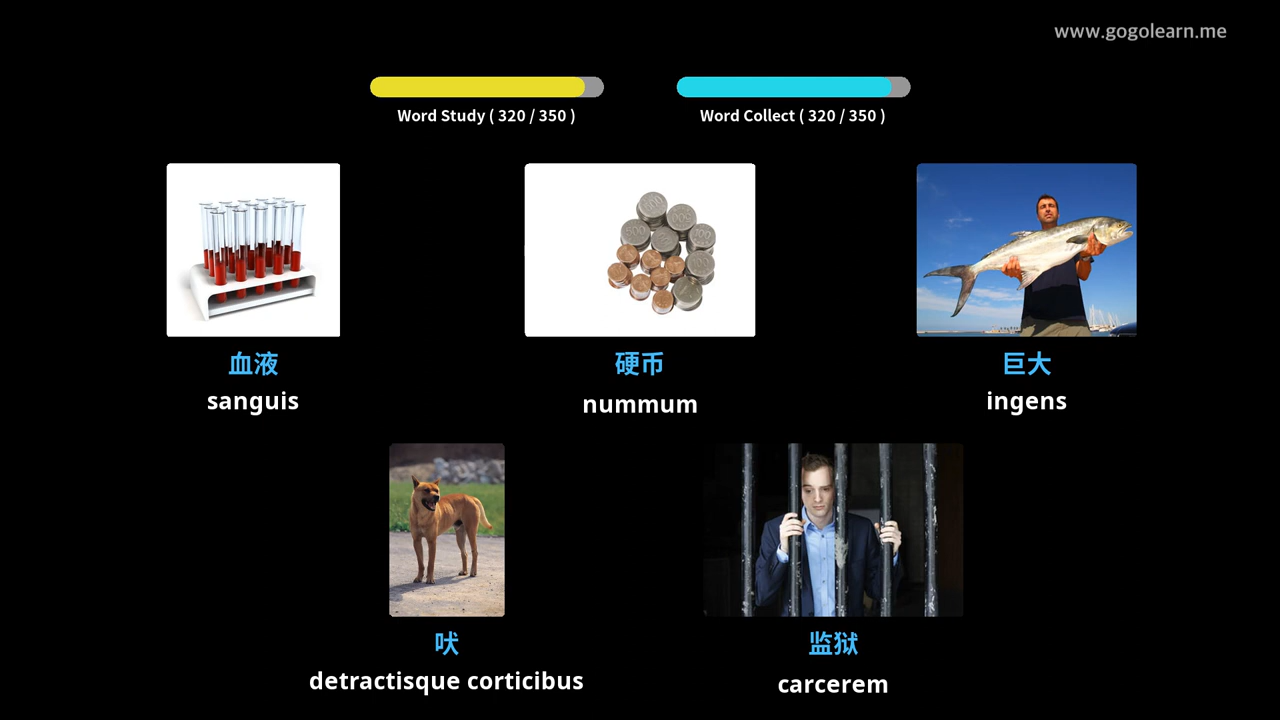 www.gogolearn.me
Word Study ( 320 / 350 )
Word Collect ( 320 / 350 )
血液
sanguis
硬币
nummum
巨大
ingens
吠
detractisque corticibus
监狱
carcerem